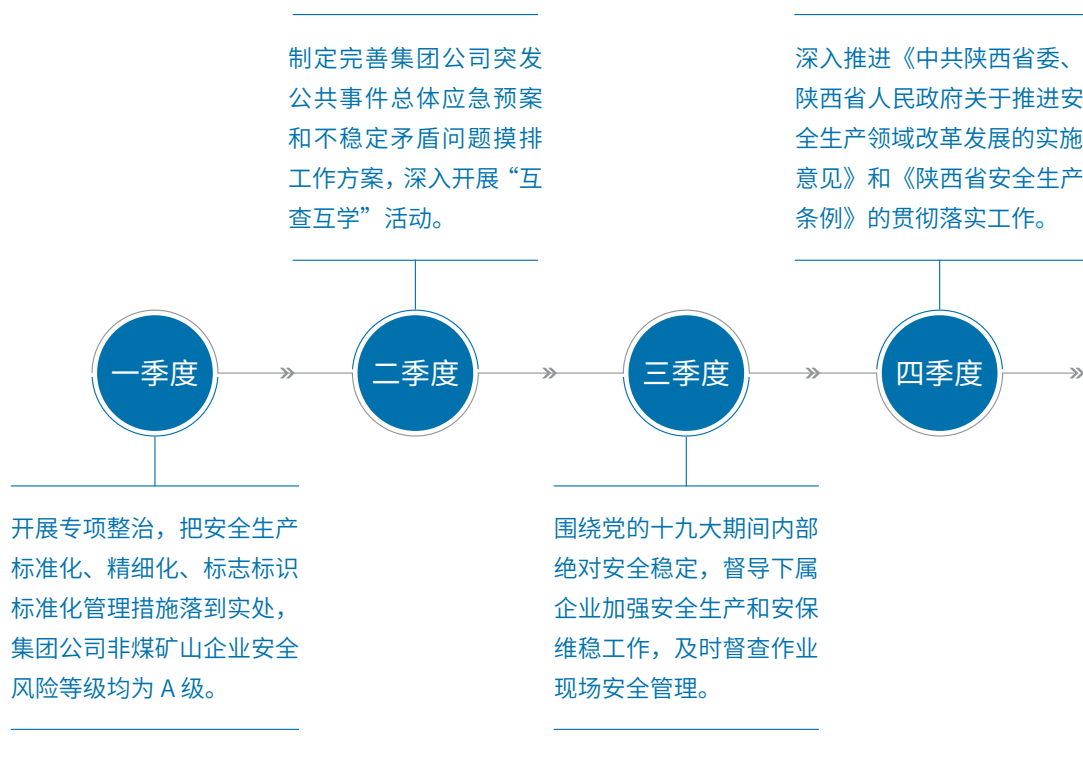 制定完善集团公司突发
公共事件总体应急预案
和不稳定矛盾问题摸排
工作方案，深入开展“互
查互学”活动。
深入推进《中共陕西省委、
陕西省人民政府关于推进安
全生产领域改革发展的实施
意见》和《陕西省安全生产
条例》的贯彻落实工作。
一季度
二季度
三季度
四季度
开展专项整治，把安全生产
标准化、精细化、标志标识
标准化管理措施落到实处，
集团公司非煤矿山企业安全
风险等级均为 A 级。
围绕党的十九大期间内部
绝对安全稳定，督导下属
企业加强安全生产和安保
维稳工作，及时督查作业
现场安全管理。